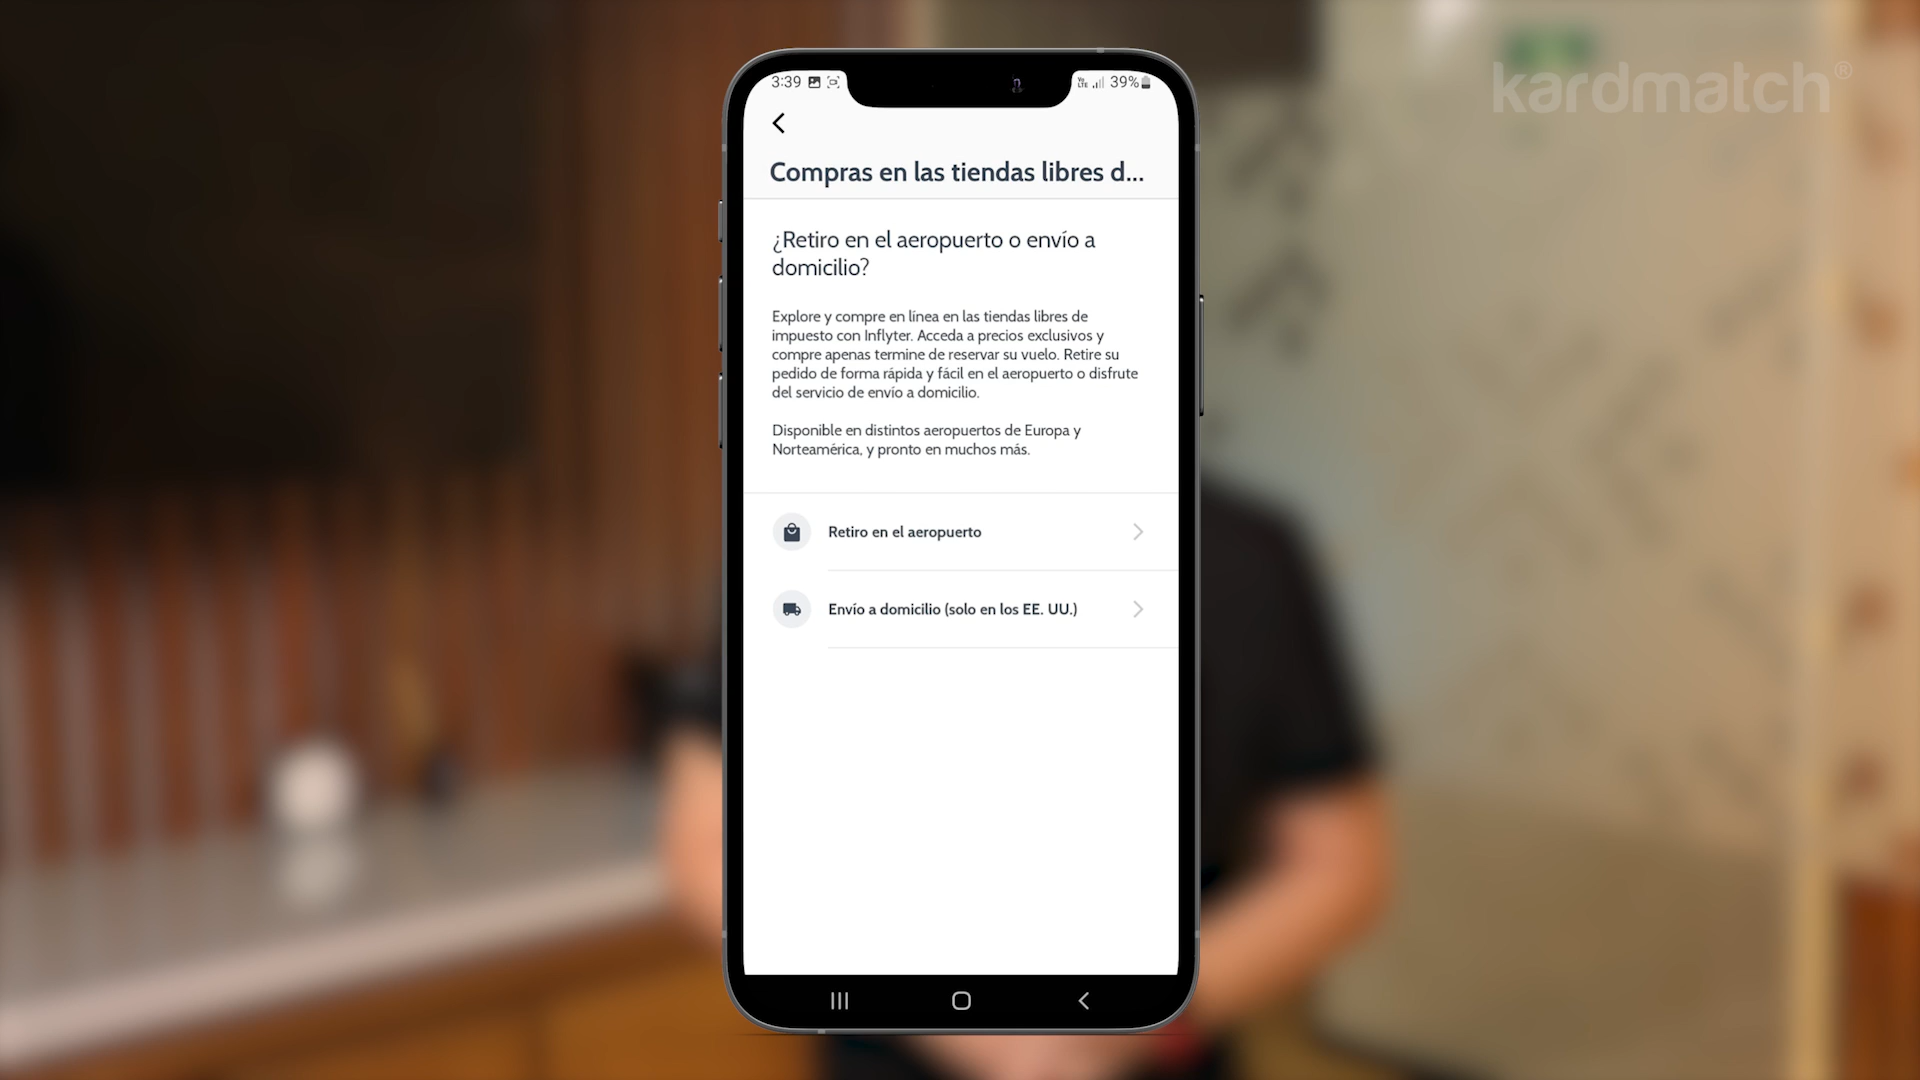 kardmatch®
3:39
39%
Compras en las tiendas libres d...
¿Retiro en el aeropuerto o envío a
domicilio?
Explore y compre en línea en las tiendas libres de
impuesto con Inflyter. Acceda a precios exclusivos y
compre apenas termine de reservar su vuelo. Retire su
pedido de forma rápida y fácil en el aeropuerto o disfrute
del servicio de envío a domicilio.
Disponible en distintos aeropuertos de Europa y
Norteamérica, y pronto en muchos más.
Retiro en el aeropuerto
Envío a domicilio (solo en los EE. UU.)